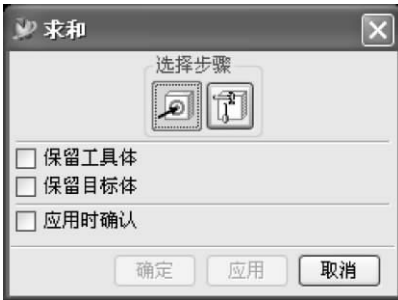 求和
选择步骤
保留工具体
保留目标体
应用时确认
确定 应用 取消